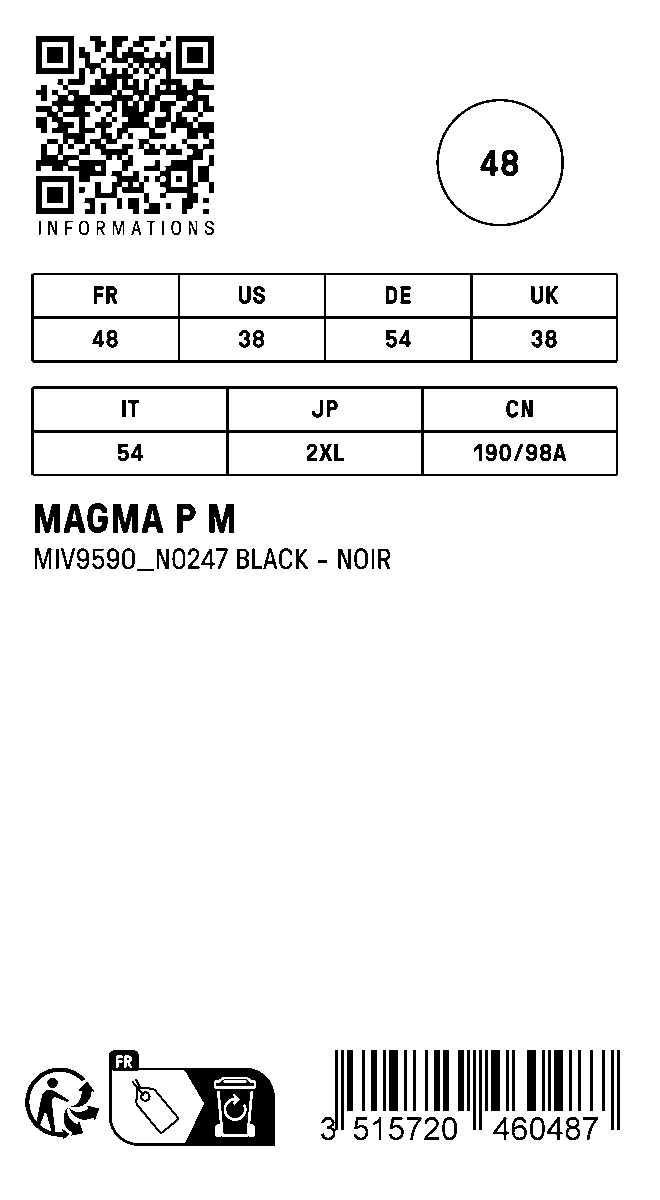 INFORMATIONS
48
FR US DE UK
48 38 54 38
IT JP CN
54 2XL 190/98A
MAGMA P M
MIV9590_N0247 BLACK - NOIR
FR
3 515720 460487